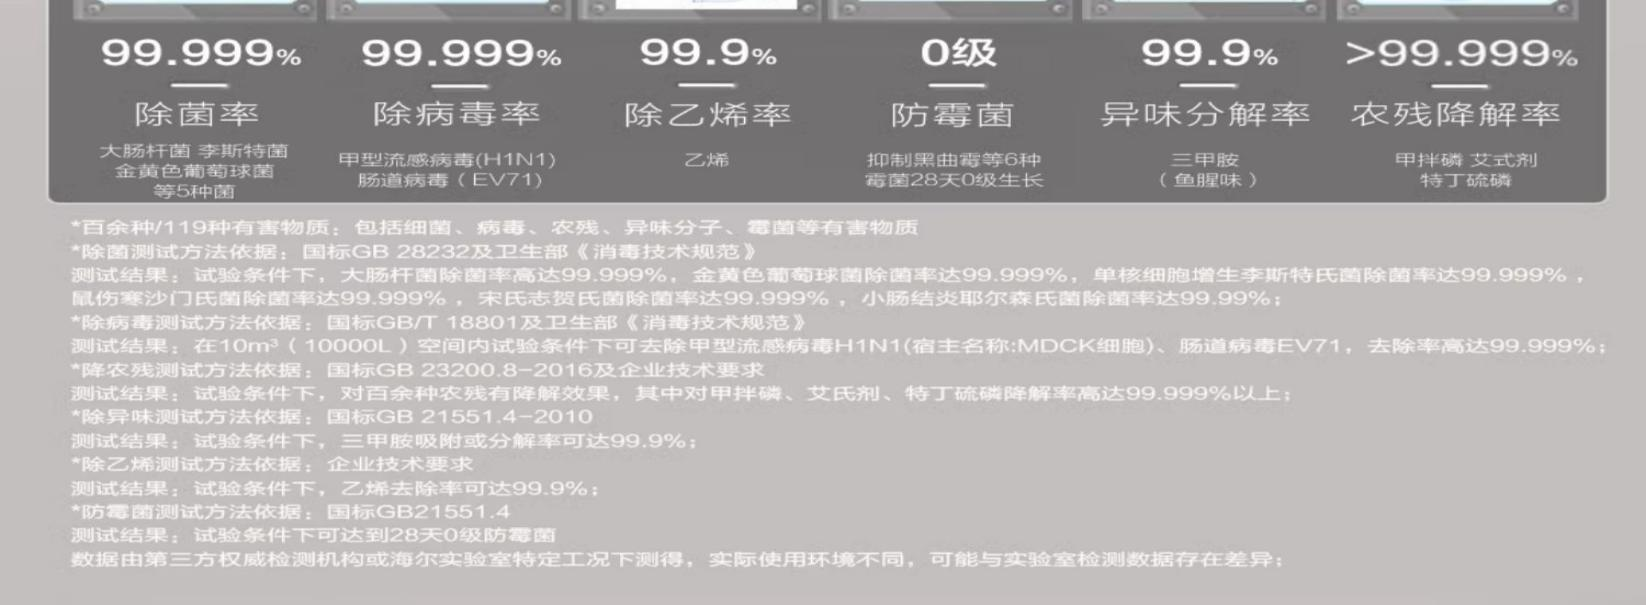 99.999% 99.999% 99.9% 0级 99.9% >99.999%
除菌率 除病毒率 除乙烯率 防霉菌 异味分解率 农残降解率
大肠杆菌 李斯特菌
金黄色葡萄球菌
等5种菌
甲型流感病毒(H1N1)
肠道病毒（EV71)
乙烯
抑制黑曲霉等6种
霉菌28天0级生长
三甲胺
（鱼腥味）
甲拌磷 艾式剂
特丁硫磷
*百余种/119种有害物质：包括细菌、病毒、农残、异味分子、霉菌等有害物质
*除菌测试方法依据：国标GB 28232及卫生部《消毒技术规范》
测试结果：试验条件下，大肠杆菌除菌率高达99.999%，金黄色葡萄球菌除菌率达99.999%，单核细胞增生李斯特氏菌除菌率达99.999%，
鼠伤寒沙门氏菌除菌率达99.999%，宋氏志贺氏菌除菌率达99.999%，小肠结炎耶尔森氏菌除菌率达99.99%；
*除病毒测试方法依据：国标GB/T 18801及卫生部《消毒技术规范》
测试结果：在10m³（10000L）空间内试验条件下可去除甲型流感病毒H1N1(宿主名称:MDCK细胞)、肠道病毒EV71，去除率高达99.999%；
*降农残测试方法依据：国标GB 23200.8-2016及企业技术要求
测试结果：试验条件下，对百余种农残有降解效果，其中对甲拌磷、艾氏剂、特丁硫磷降解率高达99.999%以上；
*除异味测试方法依据：国标GB 21551.4-2010
测试结果：试验条件下，三甲胺吸附或分解率可达99.9%；
*除乙烯测试方法依据：企业技术要求
测试结果：试验条件下，乙烯去除率可达99.9%；
*防霉菌测试方法依据：国标GB21551.4
测试结果：试验条件下可达到28天0级防霉菌
数据由第三方权威检测机构或海尔实验室特定工况下测得，实际使用环境不同，可能与实验室检测数据存在差异；